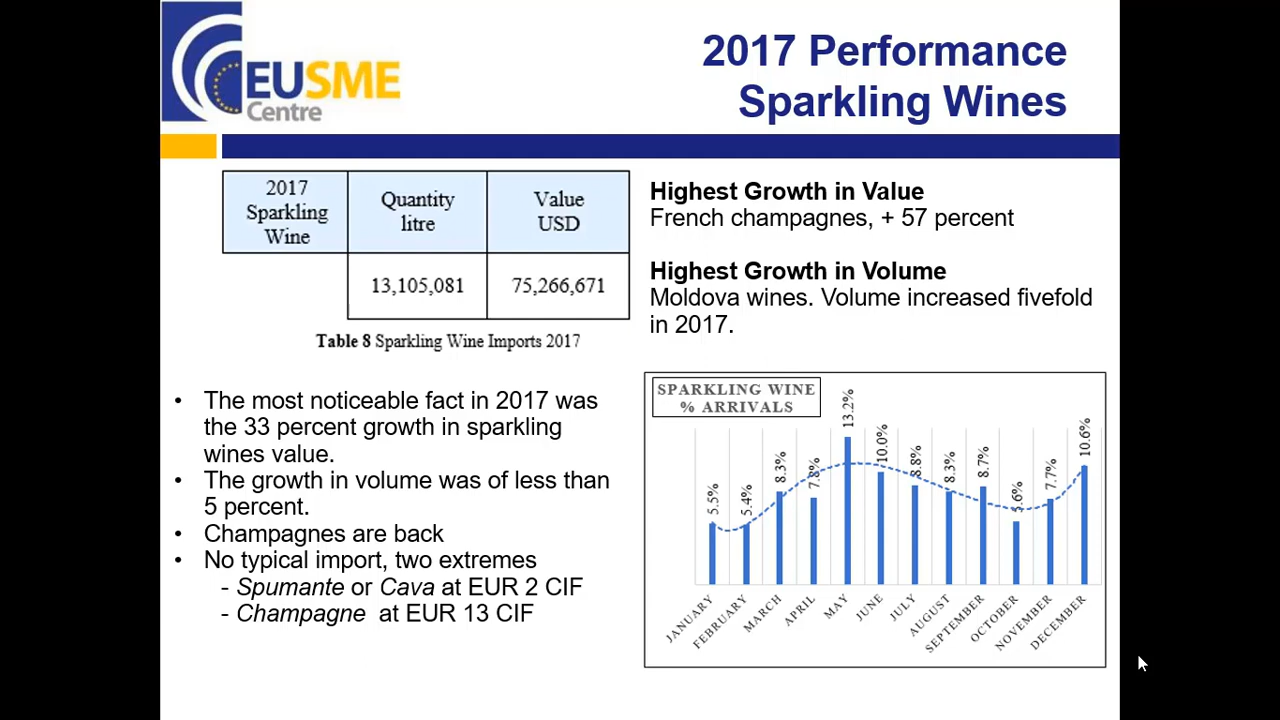 EUSME
Centre
2017 Performance
Sparkling Wines
2017
Sparkling
Wine
Quantity
litre
Value
USD
13,105,081
75,266,671
Table 8 Sparkling Wine Imports 2017
Highest Growth in Value
French champagnes, + 57 percent
Highest Growth in Volume
Moldova wines. Volume increased fivefold
in 2017.
• The most noticeable fact in 2017 was
the 33 percent growth in sparkling
wines value.
• The growth in volume was of less than
5 percent.
• Champagnes are back
• No typical import, two extremes
- Spumante or Cava at EUR 2 CIF
- Champagne at EUR 13 CIF
SPARKLING WINE
% ARRIVALS
5.5%
5.4%
8.3%
7.8%
13.2%
10.0%
8.8%
8.3%
8.7%
5.6%
7.7%
10.6%
JANUARY
FEBRUARY
MARCH
APRIL
MAY
JUNE
JULY
AUGUST
SEPTEMBER
OCTOBER
NOVEMBER
DECEMBER